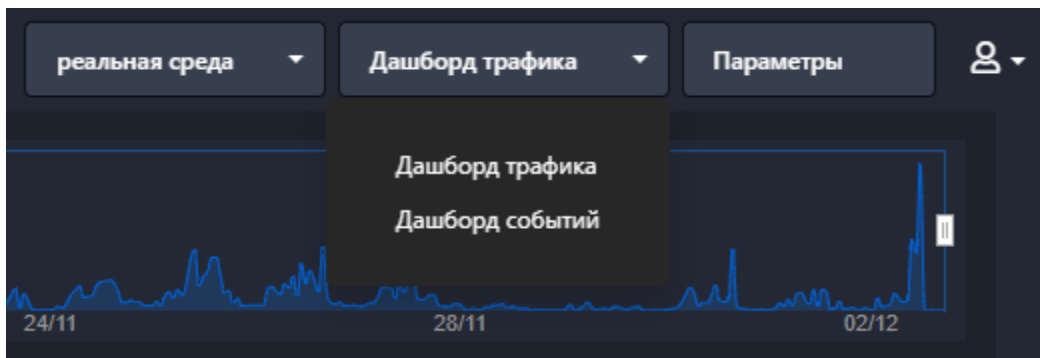 реальная среда
Дашборд трафика
Параметры
Дашборд трафика
Дашборд событий
24/11
28/11
02/12